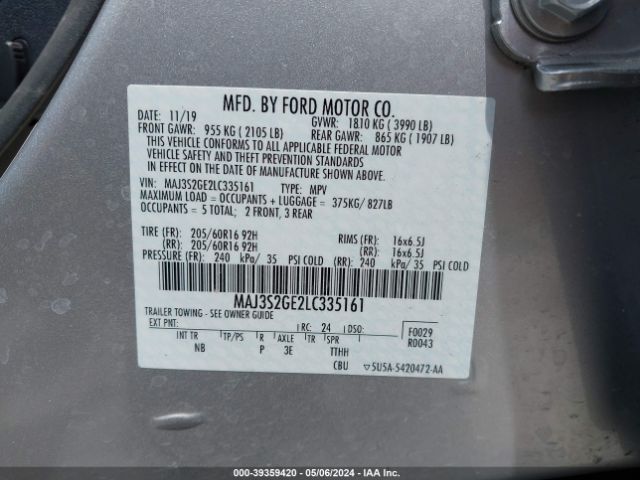 MFD. BY FORD MOTOR CO.
DATE: 11/19 GVWR: 1810 KG ( 3990 LB)
FRONT GAWR: 955 KG ( 2105 LB) REAR GAWR: 865 KG ( 1907 LB)
THIS VEHICLE CONFORMS TO ALL APPLICABLE FEDERAL MOTOR
VEHICLE SAFETY AND THEFT PREVENTION STANDARDS
IN EFFECT ON THE DATE OF MANUFACTURE SHOWN ABOVE.
VIN: MAJ3S2GE2LC335161 TYPE: MPV
MAXIMUM LOAD = OCCUPANTS + LUGGAGE = 375KG/ 827LB
OCCUPANTS = 5 TOTAL; 2 FRONT, 3 REAR
TIRE (FR): 205/60R16 92H RIMS (FR): 16x6.5J
(RR): 205/60R16 92H (RR): 16x6.5J
PRESSURE (FR): 240 kPa/ 35 PSI COLD (RR): 240 kPa/ 35 PSI COLD
MAJ3S2GE2LC335161
TRAILER TOWING - SEE OWNER GUIDE
EXT PNT: RC: 24 DSO: F0029
INT TR TP/PS R AXLE TR SPR R0043
NB P 3E TTHH
CBU 5U5A-5420472-AA
000-39359420 - 05/06/2024 - IAA Inc.